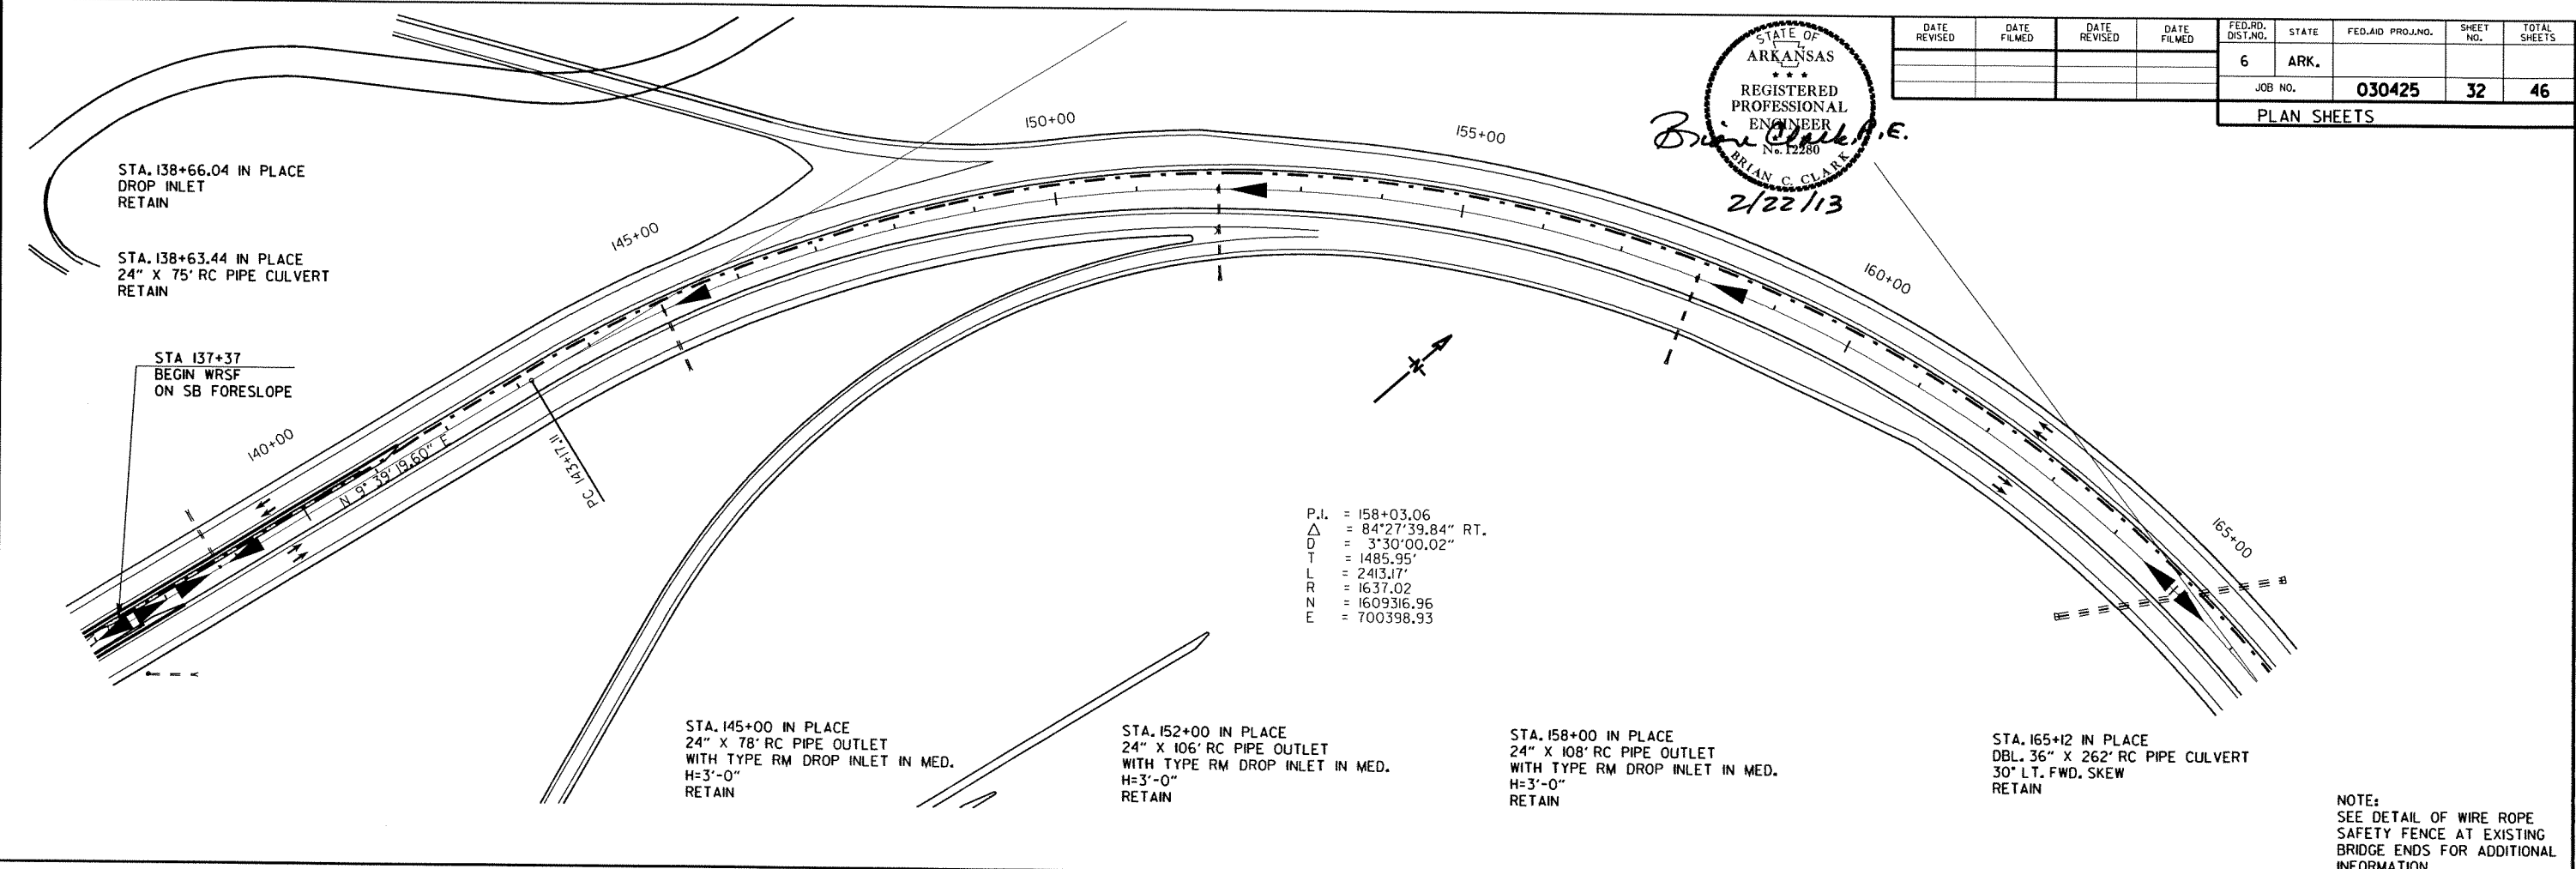 DATE REVISED
DATE FILMED
DATE REVISED
DATE FILMED
FED.RD. DIST.NO.
STATE
FED.AID PROJ.NO.
SHEET NO.
TOTAL SHEETS
6
ARK.
JOB NO.
030425
32
46
PLAN SHEETS
STATE OF
ARKANSAS
* * *
REGISTERED
PROFESSIONAL
ENGINEER
No. 12280
BRIAN C. CLARK
Brian Clark, P.E.
2/22/13
150+00
155+00
STA. 138+66.04 IN PLACE
DROP INLET
RETAIN
145+00
STA. 138+63.44 IN PLACE
24" X 75' RC PIPE CULVERT
RETAIN
160+00
STA 137+37
BEGIN WRSF
ON SB FORESLOPE
140+00
N 9° 39' 19.60" E
PC 143+17.11
N
165+00
P.I. = 158+03.06
△ = 84°27'39.84" RT.
D = 3°30'00.02"
T = 1485.95'
L = 2413.17'
R = 1637.02
N = 1609316.96
E = 700398.93
STA. 145+00 IN PLACE
24" X 78' RC PIPE OUTLET
WITH TYPE RM DROP INLET IN MED.
H=3'-0"
RETAIN
STA. 152+00 IN PLACE
24" X 106' RC PIPE OUTLET
WITH TYPE RM DROP INLET IN MED.
H=3'-0"
RETAIN
STA. 158+00 IN PLACE
24" X 108' RC PIPE OUTLET
WITH TYPE RM DROP INLET IN MED.
H=3'-0"
RETAIN
STA. 165+12 IN PLACE
DBL. 36" X 262' RC PIPE CULVERT
30° LT. FWD. SKEW
RETAIN
NOTE:
SEE DETAIL OF WIRE ROPE
SAFETY FENCE AT EXISTING
BRIDGE ENDS FOR ADDITIONAL
INFORMATION